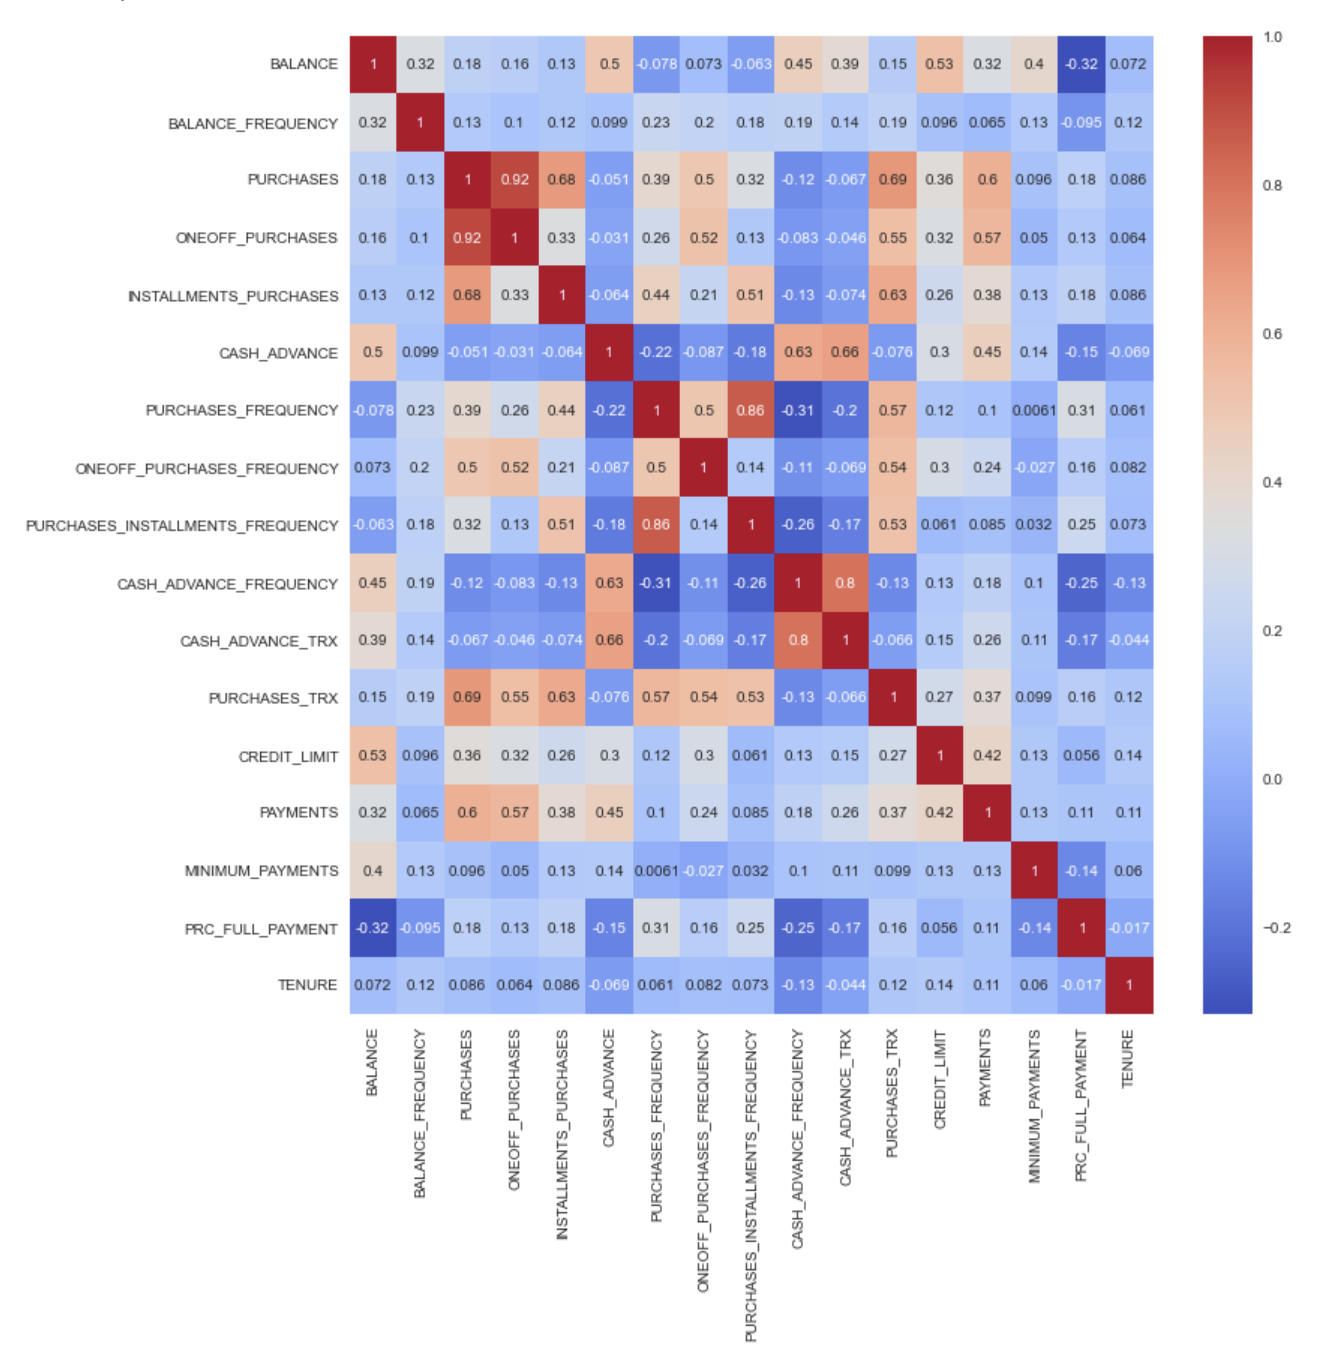 BALANCE 1 0.32 0.18 0.16 0.13 0.5 -0.078 0.073 -0.063 0.45 0.39 0.15 0.53 0.32 0.4 -0.32 0.072
BALANCE_FREQUENCY 0.32 1 0.13 0.1 0.12 0.099 0.23 0.2 0.18 0.19 0.14 0.19 0.096 0.065 0.13 -0.095 0.12
PURCHASES 0.18 0.13 1 0.92 0.68 -0.051 0.39 0.5 0.32 -0.12 -0.067 0.69 0.36 0.6 0.096 0.18 0.086
ONEOFF_PURCHASES 0.16 0.1 0.92 1 0.33 -0.031 0.26 0.52 0.13 -0.083 -0.046 0.55 0.32 0.57 0.05 0.13 0.064
INSTALLMENTS_PURCHASES 0.13 0.12 0.68 0.33 1 -0.064 0.44 0.21 0.51 -0.13 -0.074 0.63 0.26 0.38 0.13 0.18 0.086
CASH_ADVANCE 0.5 0.099 -0.051 -0.031 -0.064 1 -0.22 -0.087 -0.18 0.63 0.66 -0.076 0.3 0.45 0.14 -0.15 -0.069
PURCHASES_FREQUENCY -0.078 0.23 0.39 0.26 0.44 -0.22 1 0.5 0.86 -0.31 -0.2 0.57 0.12 0.1 0.0061 0.31 0.061
ONEOFF_PURCHASES_FREQUENCY 0.073 0.2 0.5 0.52 0.21 -0.087 0.5 1 0.14 -0.11 -0.069 0.54 0.3 0.24 -0.027 0.16 0.082
PURCHASES_INSTALLMENTS_FREQUENCY -0.063 0.18 0.32 0.13 0.51 -0.18 0.86 0.14 1 -0.26 -0.17 0.53 0.061 0.085 0.032 0.25 0.073
CASH_ADVANCE_FREQUENCY 0.45 0.19 -0.12 -0.083 -0.13 0.63 -0.31 -0.11 -0.26 1 0.8 -0.13 0.13 0.18 0.1 -0.25 -0.13
CASH_ADVANCE_TRX 0.39 0.14 -0.067 -0.046 -0.074 0.66 -0.2 -0.069 -0.17 0.8 1 -0.066 0.15 0.26 0.11 -0.17 -0.044
PURCHASES_TRX 0.15 0.19 0.69 0.55 0.63 -0.076 0.57 0.54 0.53 -0.13 -0.066 1 0.27 0.37 0.099 0.16 0.12
CREDIT_LIMIT 0.53 0.096 0.36 0.32 0.26 0.3 0.12 0.3 0.061 0.13 0.15 0.27 1 0.42 0.13 0.056 0.14
PAYMENTS 0.32 0.065 0.6 0.57 0.38 0.45 0.1 0.24 0.085 0.18 0.26 0.37 0.42 1 0.13 0.11 0.11
MINIMUM_PAYMENTS 0.4 0.13 0.096 0.05 0.13 0.14 0.0061 -0.027 0.032 0.1 0.11 0.099 0.13 0.13 1 -0.14 0.06
PRC_FULL_PAYMENT -0.32 -0.095 0.18 0.13 0.18 -0.15 0.31 0.16 0.25 -0.25 -0.17 0.16 0.056 0.11 -0.14 1 -0.017
TENURE 0.072 0.12 0.086 0.064 0.086 -0.069 0.061 0.082 0.073 -0.13 -0.044 0.12 0.14 0.11 0.06 -0.017 1
BALANCE
BALANCE_FREQUENCY
PURCHASES
ONEOFF_PURCHASES
INSTALLMENTS_PURCHASES
CASH_ADVANCE
PURCHASES_FREQUENCY
ONEOFF_PURCHASES_FREQUENCY
PURCHASES_INSTALLMENTS_FREQUENCY
CASH_ADVANCE_FREQUENCY
CASH_ADVANCE_TRX
PURCHASES_TRX
CREDIT_LIMIT
PAYMENTS
MINIMUM_PAYMENTS
PRC_FULL_PAYMENT
TENURE
1.0
0.8
0.6
0.4
0.2
0.0
−0.2